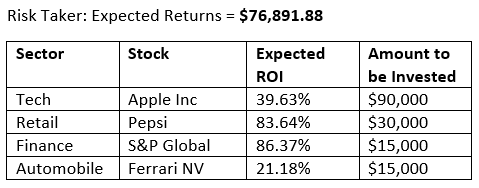 Risk Taker: Expected Returns = $76,891.88
Sector Stock Expected ROI Amount to be Invested
Tech Apple Inc 39.63% $90,000
Retail Pepsi 83.64% $30,000
Finance S&P Global 86.37% $15,000
Automobile Ferrari NV 21.18% $15,000